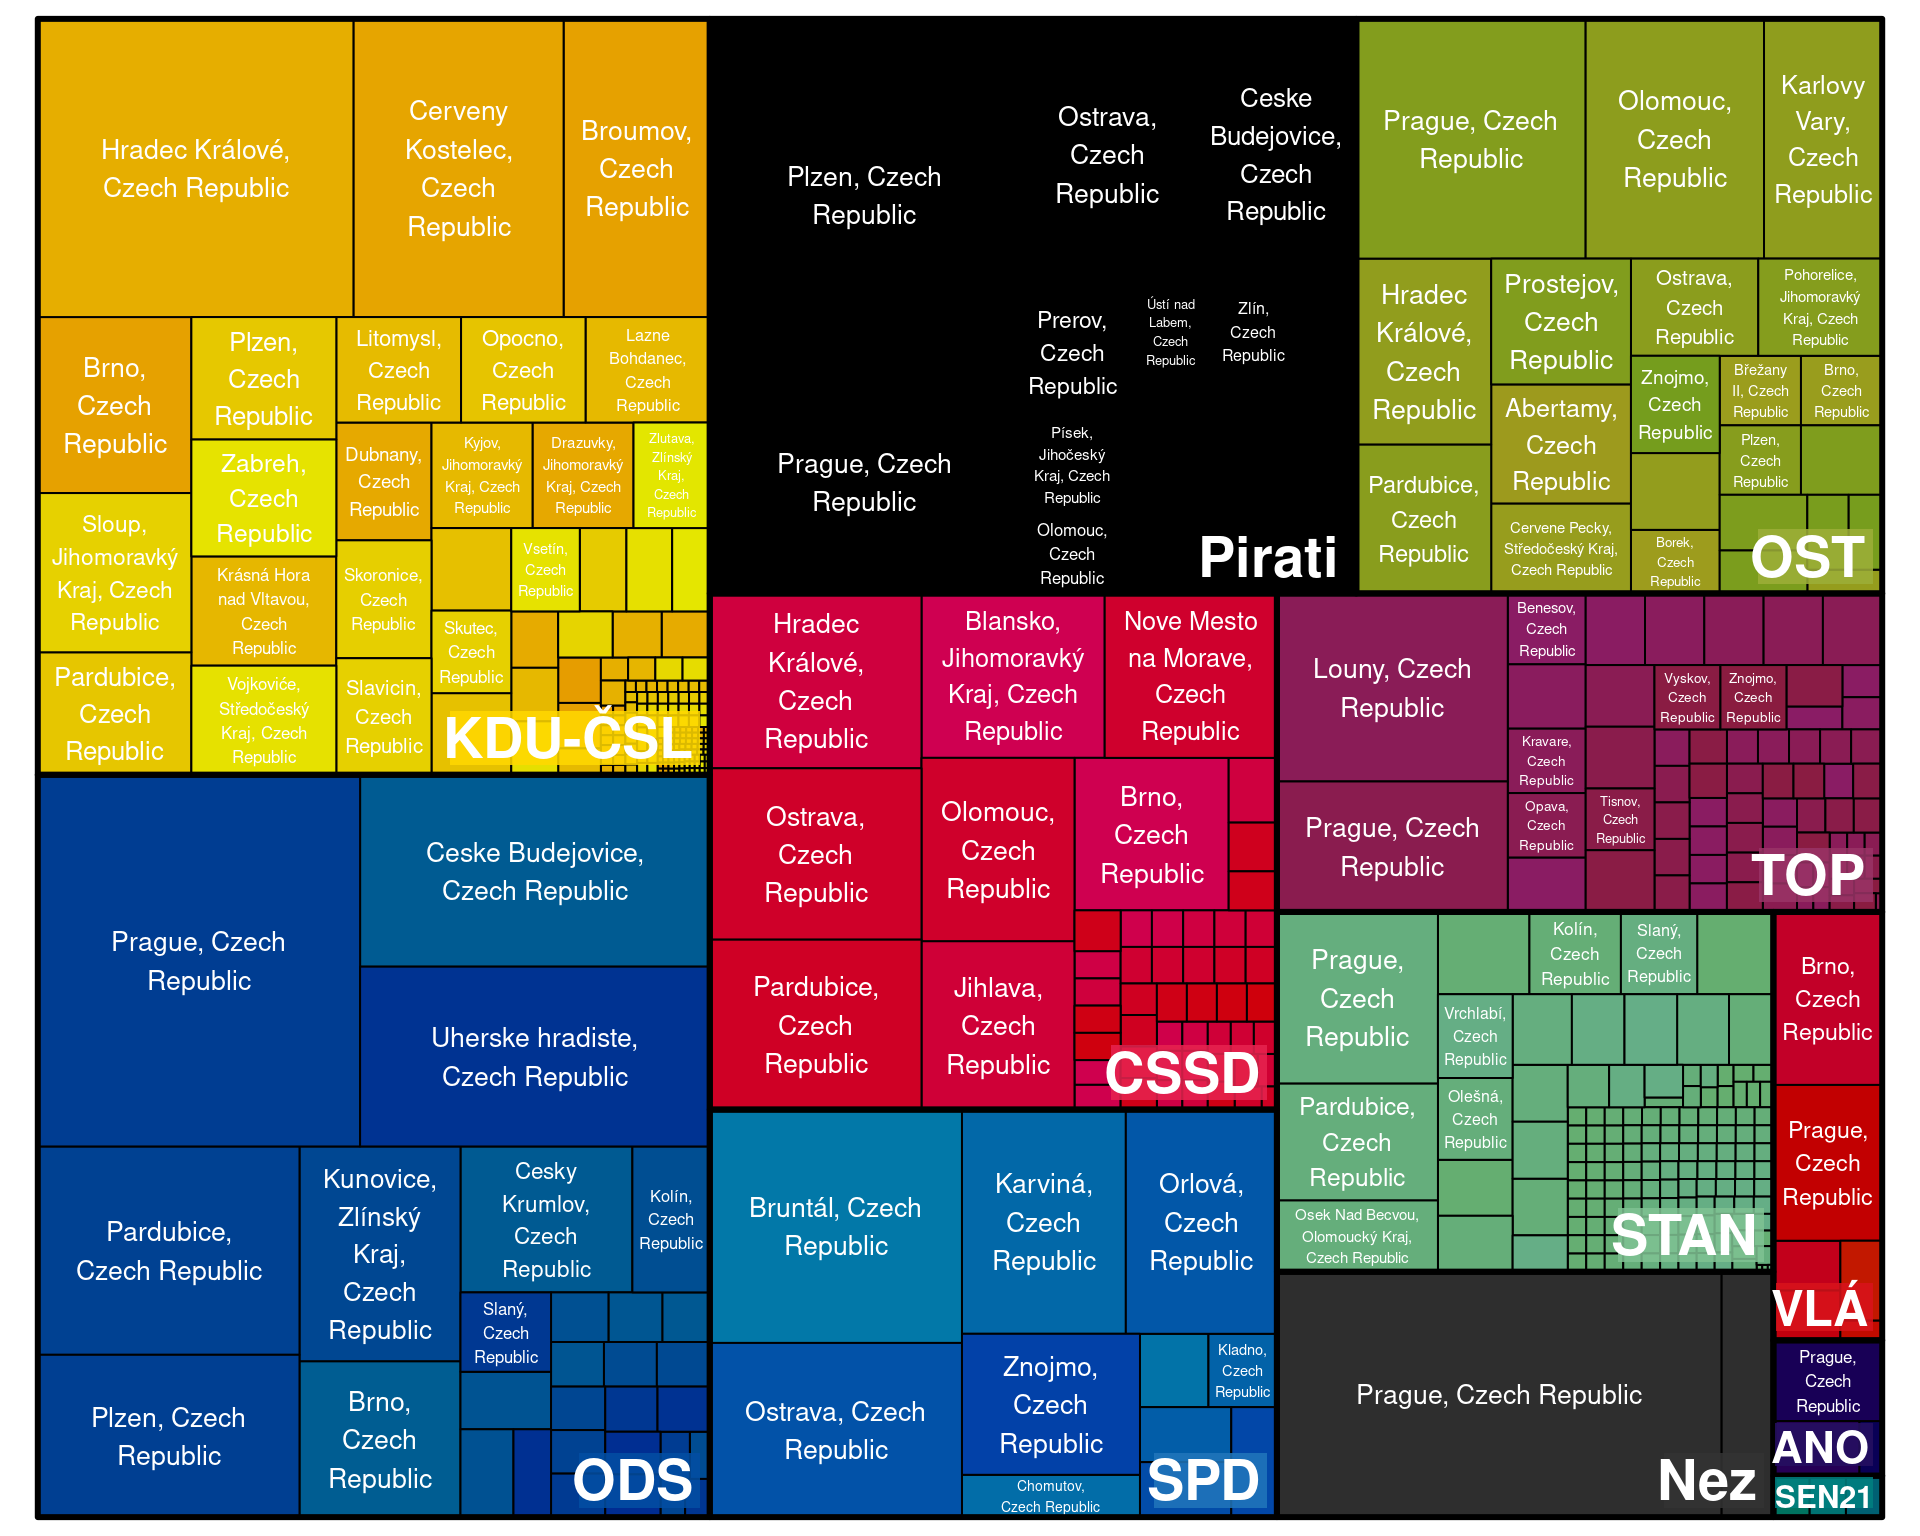 Hradec Králové,
Czech Republic
Cerveny
Kostelec,
Czech
Republic
Broumov,
Czech
Republic
Brno,
Czech
Republic
Plzen,
Czech
Republic
Litomysl,
Czech
Republic
Opocno,
Czech
Republic
Lazne
Bohdanec,
Czech
Republic
Zabreh,
Czech
Republic
Dubnany,
Czech
Republic
Kyjov,
Jihomoravký
Kraj, Czech
Republic
Drazuvky,
Jihomoravký
Kraj, Czech
Republic
Zlutava,
Zlínský
Kraj,
Czech
Republic
Sloup,
Jihomoravký
Kraj, Czech
Republic
Krásná Hora
nad Vltavou,
Czech
Republic
Skoronice,
Czech
Republic
Vsetín,
Czech
Republic
Skutec,
Czech
Republic
Pardubice,
Czech
Republic
Vojkoviće,
Středočeský
Kraj, Czech
Republic
Slavicin,
Czech
Republic
KDU-ČSL
Plzen, Czech
Republic
Ostrava,
Czech
Republic
Ceske
Budejovice,
Czech
Republic
Prague, Czech
Republic
Prerov,
Czech
Republic
Ústí nad
Labem,
Czech
Republic
Zlín,
Czech
Republic
Písek,
Jihočeský
Kraj, Czech
Republic
Olomouc,
Czech
Republic
Pirati
Prague, Czech
Republic
Olomouc,
Czech
Republic
Karlovy
Vary,
Czech
Republic
Hradec
Králové,
Czech
Republic
Prostejov,
Czech
Republic
Ostrava,
Czech
Republic
Pohorelice,
Jihomoravký
Kraj, Czech
Republic
Abertamy,
Czech
Republic
Znojmo,
Czech
Republic
Břežany
II, Czech
Republic
Brno,
Czech
Republic
Plzen,
Czech
Republic
Pardubice,
Czech
Republic
Cervene Pecky,
Středočeský Kraj,
Czech Republic
Borek,
Czech
Republic
OST
Prague, Czech
Republic
Ceske Budejovice,
Czech Republic
Uherske hradiste,
Czech Republic
Pardubice,
Czech Republic
Kunovice,
Zlínský
Kraj,
Czech
Republic
Cesky
Krumlov,
Czech
Republic
Kolín,
Czech
Republic
Slaný,
Czech
Republic
Plzen, Czech
Republic
Brno,
Czech
Republic
ODS
Hradec
Králové,
Czech
Republic
Blansko,
Jihomoravký
Kraj, Czech
Republic
Nove Mesto
na Morave,
Czech
Republic
Ostrava,
Czech
Republic
Olomouc,
Czech
Republic
Brno,
Czech
Republic
Pardubice,
Czech
Republic
Jihlava,
Czech
Republic
CSSD
Louny, Czech
Republic
Benesov,
Czech
Republic
Vyskov,
Czech
Republic
Znojmo,
Czech
Republic
Kravare,
Czech
Republic
Prague, Czech
Republic
Opava,
Czech
Republic
Tisnov,
Czech
Republic
TOP
Prague,
Czech
Republic
Kolín,
Czech
Republic
Slaný,
Czech
Republic
Vrchlabí,
Czech
Republic
Pardubice,
Czech
Republic
Olešná,
Czech
Republic
Osek Nad Becvou,
Olomoucký Kraj,
Czech Republic
STAN
Brno,
Czech
Republic
Prague,
Czech
Republic
VLÁ
Bruntál, Czech
Republic
Karviná,
Czech
Republic
Orlová,
Czech
Republic
Ostrava, Czech
Republic
Znojmo,
Czech
Republic
Kladno,
Czech
Republic
Chomutov,
Czech Republic
SPD
Prague, Czech Republic
Nez
Prague,
Czech
Republic
ANO
SEN21